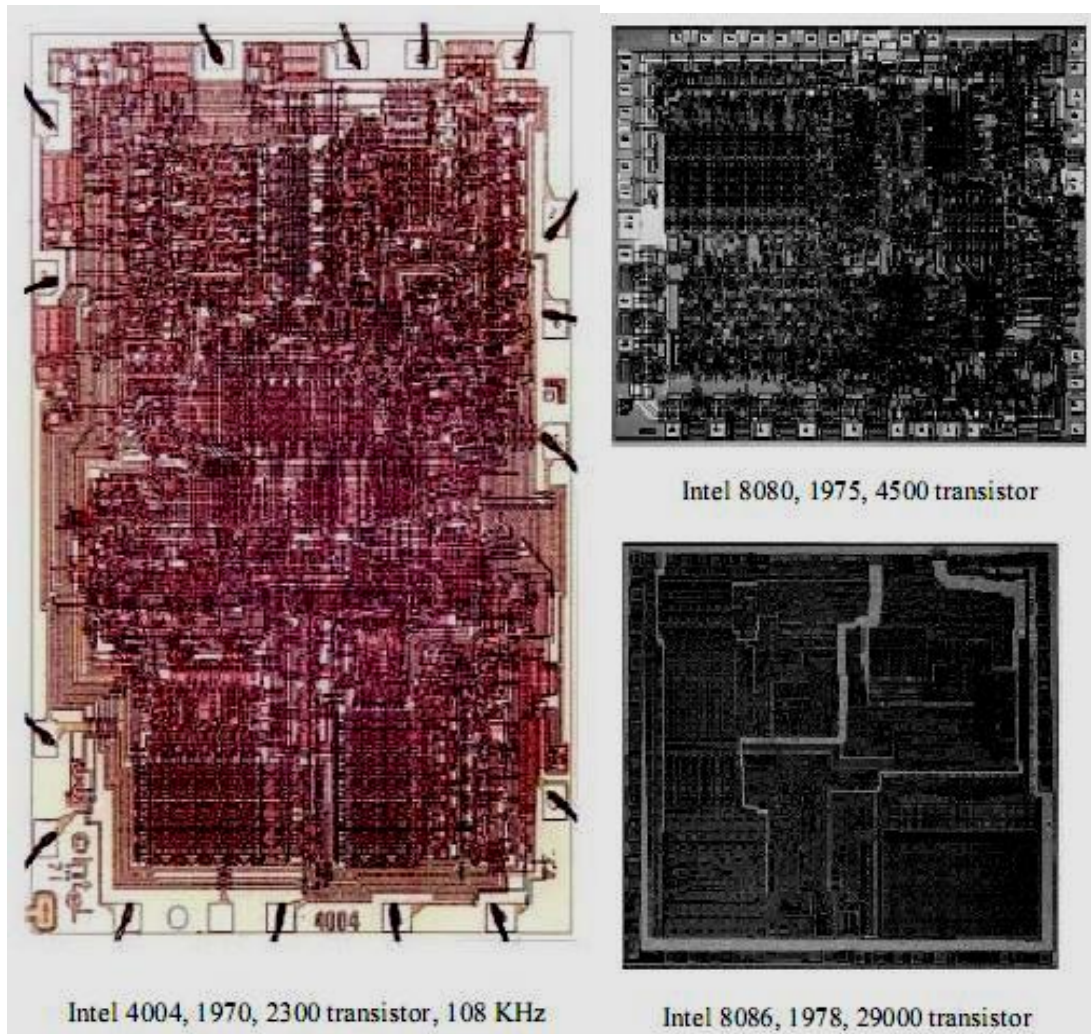 intel
4004
Intel 4004, 1970, 2300 transistor, 108 KHz
Intel 8080, 1975, 4500 transistor
Intel 8086, 1978, 29000 transistor